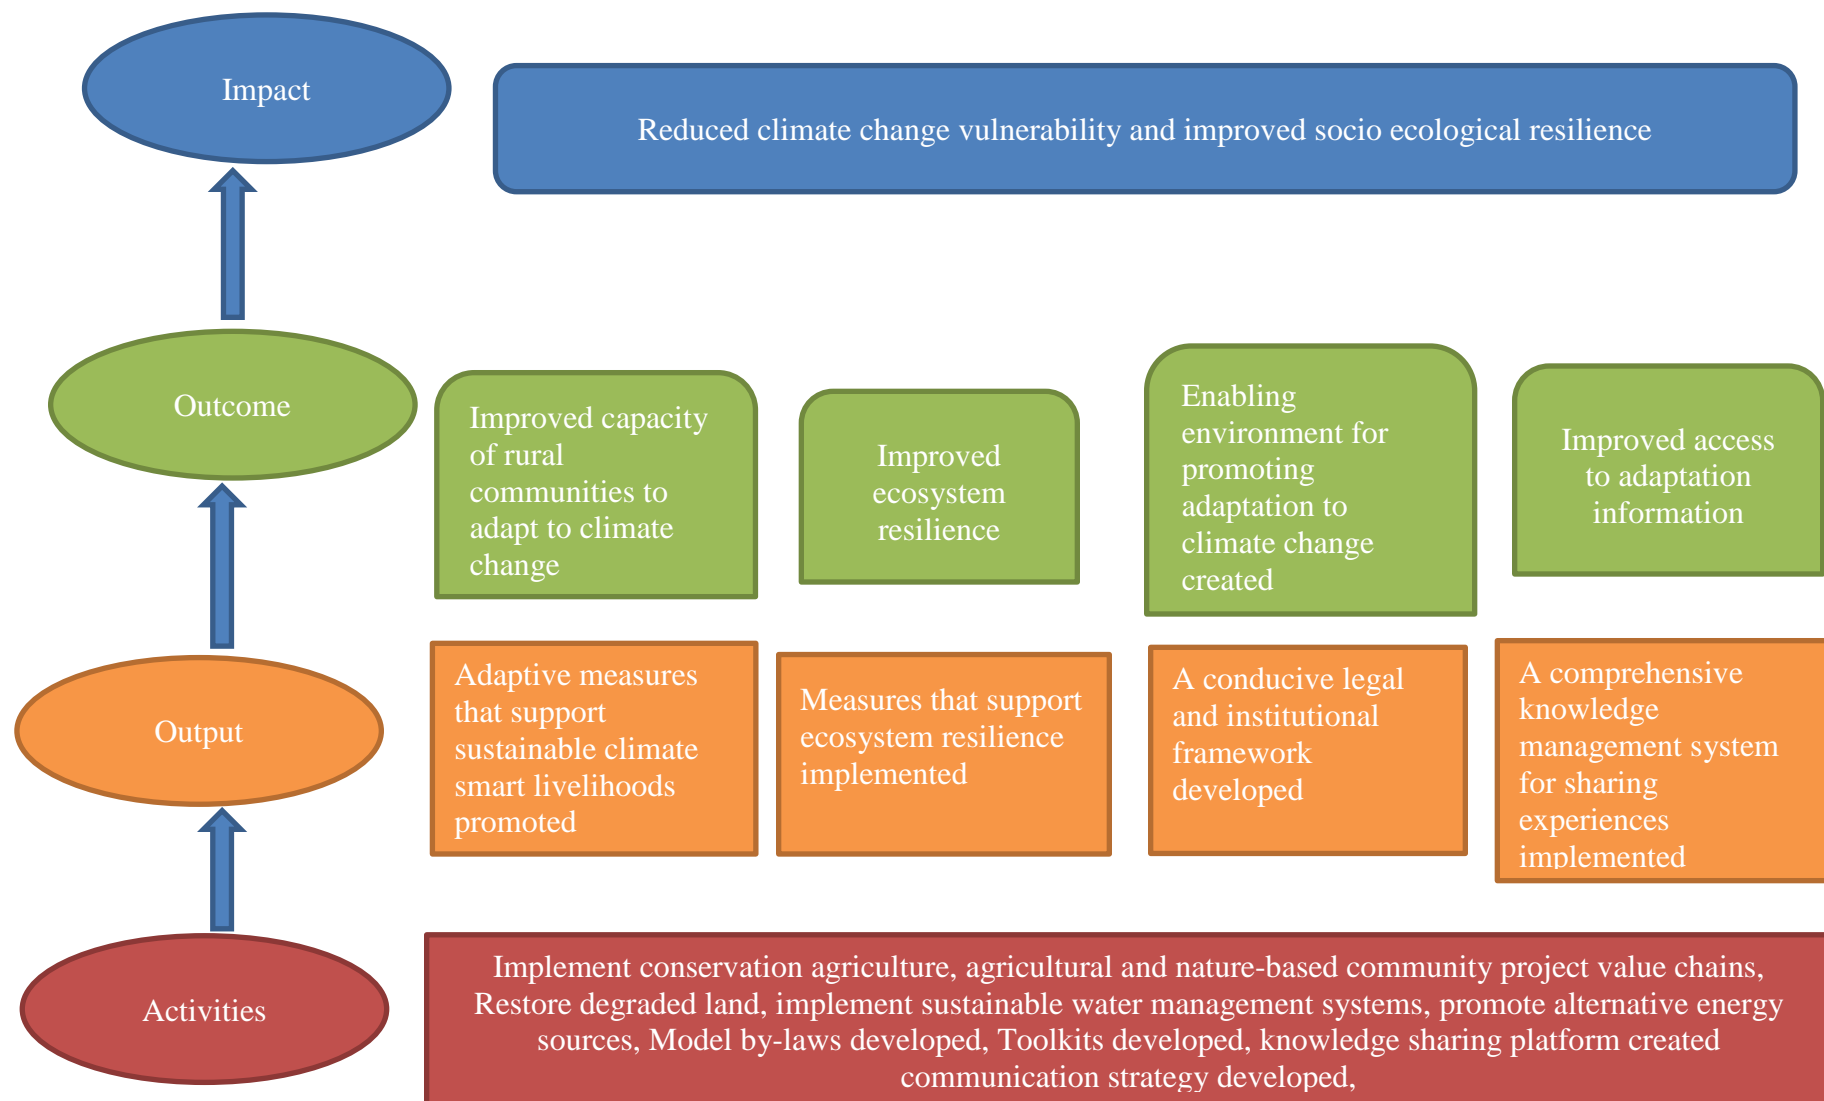 Impact
Reduced climate change vulnerability and improved socio ecological resilience
Outcome
Improved capacity
of rural
communities to
adapt to climate
change
Improved
ecosystem
resilience
Enabling
environment for
promoting
adaptation to
climate change
created
Improved access
to adaptation
information
Output
Adaptive measures
that support
sustainable climate
smart livelihoods
promoted
Measures that support
ecosystem resilience
implemented
A conducive legal
and institutional
framework
developed
A comprehensive
knowledge
management system
for sharing
experiences
implemented
Activities
Implement conservation agriculture, agricultural and nature-based community project value chains,
Restore degraded land, implement sustainable water management systems, promote alternative energy
sources, Model by-laws developed, Toolkits developed, knowledge sharing platform created
communication strategy developed,